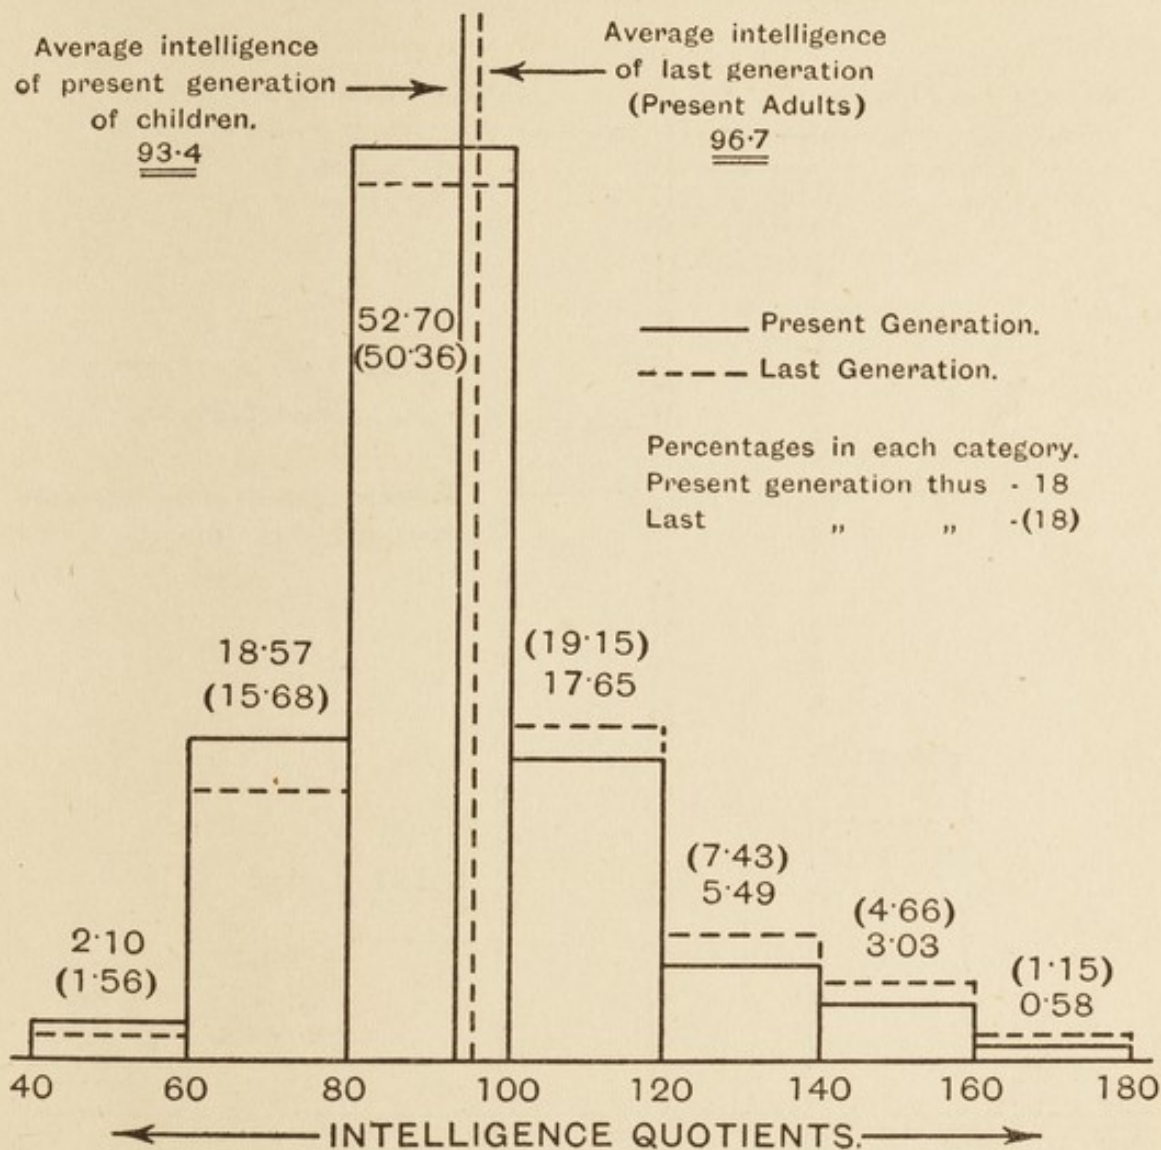 Average intelligence
of present generation
of children.
93·4
Average intelligence
of last generation
(Present Adults)
96·7
52·70
(50·36)
Present Generation.
Last Generation.
Percentages in each category.
Present generation thus - 18
Last „ „ -(18)
18·57
(15·68)
(19·15)
17·65
(7·43)
5·49
(4·66)
3·03
2·10
(1·56)
(1·15)
0·58
40 60 80 100 120 140 160 180
INTELLIGENCE QUOTIENTS.